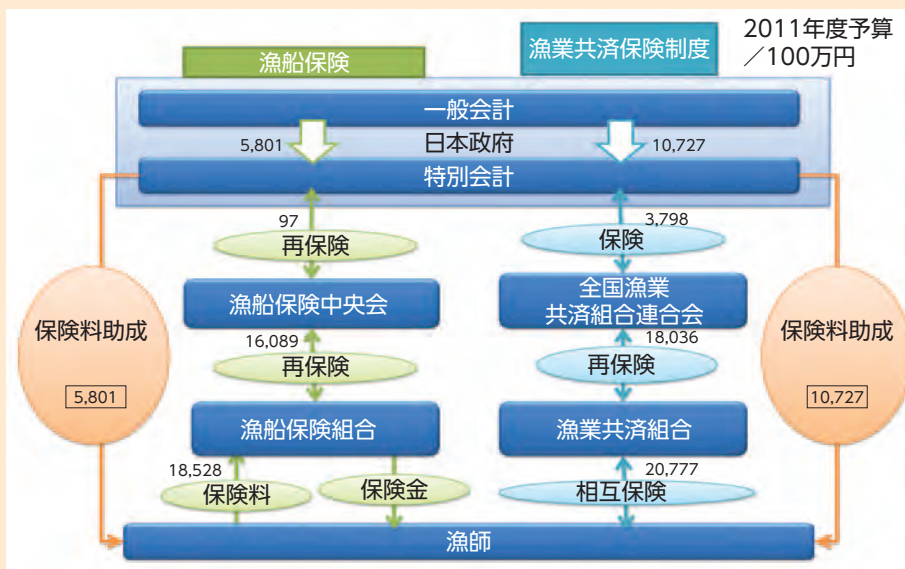 漁船保険
漁業共済保険制度
2011年度予算
／100万円
一般会計
5,801
日本政府
10,727
特別会計
97
再保険
3,798
保険
漁船保険中央会
全国漁業
共済組合連合会
保険料助成
5,801
保険料助成
10,727
16,089
再保険
18,036
再保険
漁船保険組合
漁業共済組合
18,528
保険料
保険金
20,777
相互保険
漁師